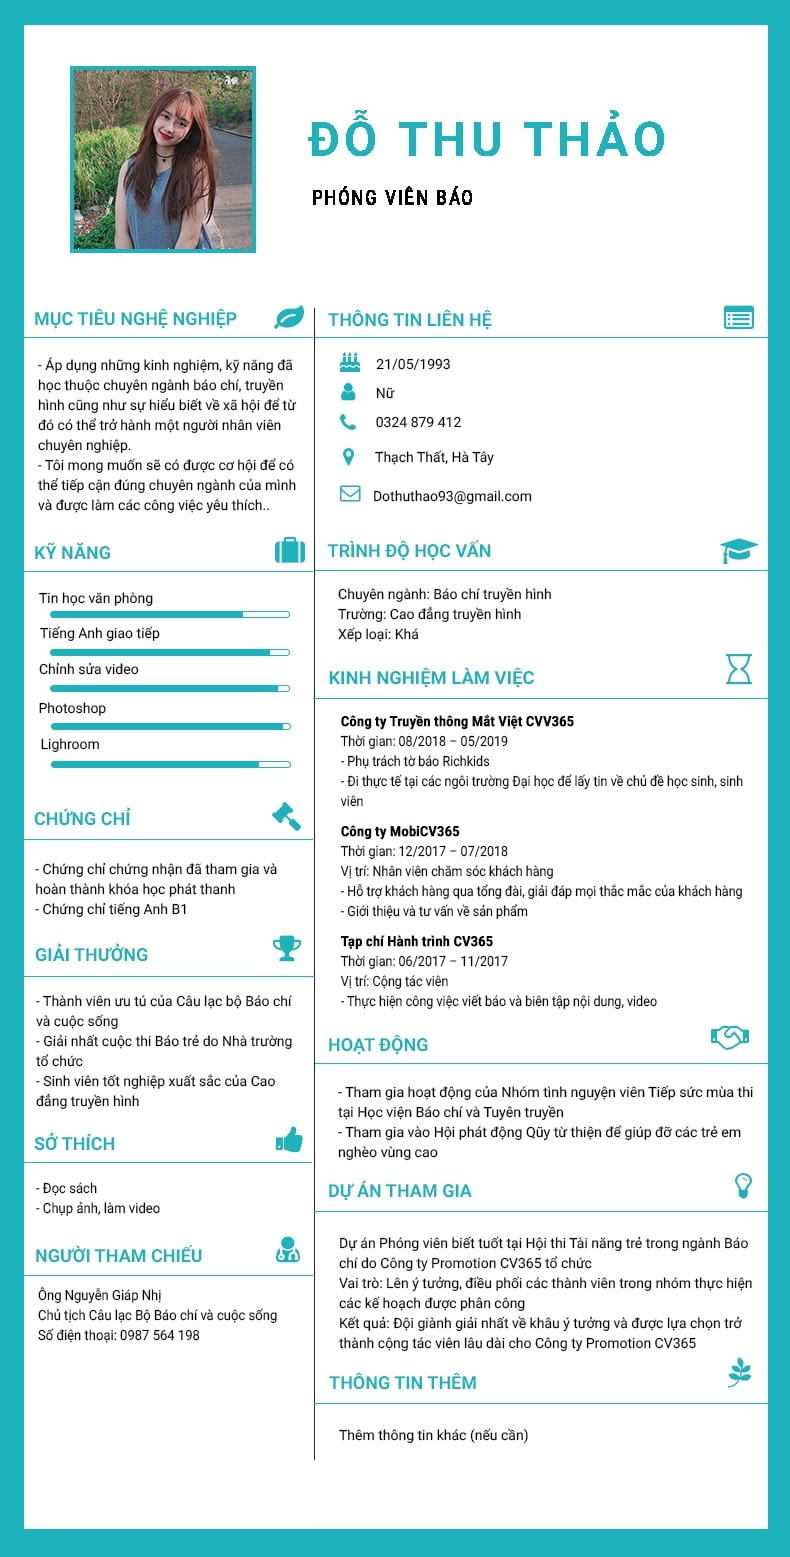 ĐỖ THU THẢO
PHÓNG VIÊN BÁO
MỤC TIÊU NGHỆ NGHIỆP
- Áp dụng những kinh nghiệm, kỹ năng đã
học thuộc chuyên ngành báo chí, truyền
hình cũng như sự hiểu biết về xã hội để từ
đó có thể trở hành một người nhân viên
chuyên nghiệp.
- Tôi mong muốn sẽ có được cơ hội để có
thể tiếp cận đúng chuyên ngành của mình
và được làm các công việc yêu thích..
KỸ NĂNG
Tin học văn phòng
Tiếng Anh giao tiếp
Chỉnh sửa video
Photoshop
Lighroom
CHỨNG CHỈ
- Chứng chỉ chứng nhận đã tham gia và
hoàn thành khóa học phát thanh
- Chứng chỉ tiếng Anh B1
GIẢI THƯỞNG
- Thành viên ưu tú của Câu lạc bộ Báo chí
và cuộc sống
- Giải nhất cuộc thi Báo trẻ do Nhà trường
tổ chức
- Sinh viên tốt nghiệp xuất sắc của Cao
đẳng truyền hình
SỞ THÍCH
- Đọc sách
- Chụp ảnh, làm video
NGƯỜI THAM CHIẾU
Ông Nguyễn Giáp Nhị
Chủ tịch Câu lạc Bộ Báo chí và cuộc sống
Số điện thoại: 0987 564 198
THÔNG TIN LIÊN HỆ
21/05/1993
Nữ
0324 879 412
Thạch Thất, Hà Tây
Dothuthao93@gmail.com
TRÌNH ĐỘ HỌC VẤN
Chuyên ngành: Báo chí truyền hình
Trường: Cao đẳng truyền hình
Xếp loại: Khá
KINH NGHIỆM LÀM VIỆC
Công ty Truyền thông Mắt Việt CVV365
Thời gian: 08/2018 – 05/2019
- Phụ trách tờ báo Richkids
- Đi thực tế tại các ngôi trường Đại học để lấy tin về chủ đề học sinh, sinh
viên
Công ty MobiCV365
Thời gian: 12/2017 – 07/2018
Vị trí: Nhân viên chăm sóc khách hàng
- Hỗ trợ khách hàng qua tổng đài, giải đáp mọi thắc mắc của khách hàng
- Giới thiệu và tư vấn về sản phẩm
Tạp chí Hành trình CV365
Thời gian: 06/2017 – 11/2017
Vị trí: Cộng tác viên
- Thực hiện công việc viết báo và biên tập nội dung, video
HOẠT ĐỘNG
- Tham gia hoạt động của Nhóm tình nguyện viên Tiếp sức mùa thi
tại Học viện Báo chí và Tuyên truyền
- Tham gia vào Hội phát động Qũy từ thiện để giúp đỡ các trẻ em
nghèo vùng cao
DỰ ÁN THAM GIA
Dự án Phóng viên biết tuốt tại Hội thi Tài năng trẻ trong ngành Báo
chí do Công ty Promotion CV365 tổ chức
Vai trò: Lên ý tưởng, điều phối các thành viên trong nhóm thực hiện
các kế hoạch được phân công
Kết quả: Đội giành giải nhất về khâu ý tưởng và được lựa chọn trở
thành cộng tác viên lâu dài cho Công ty Promotion CV365
THÔNG TIN THÊM
Thêm thông tin khác (nếu cần)